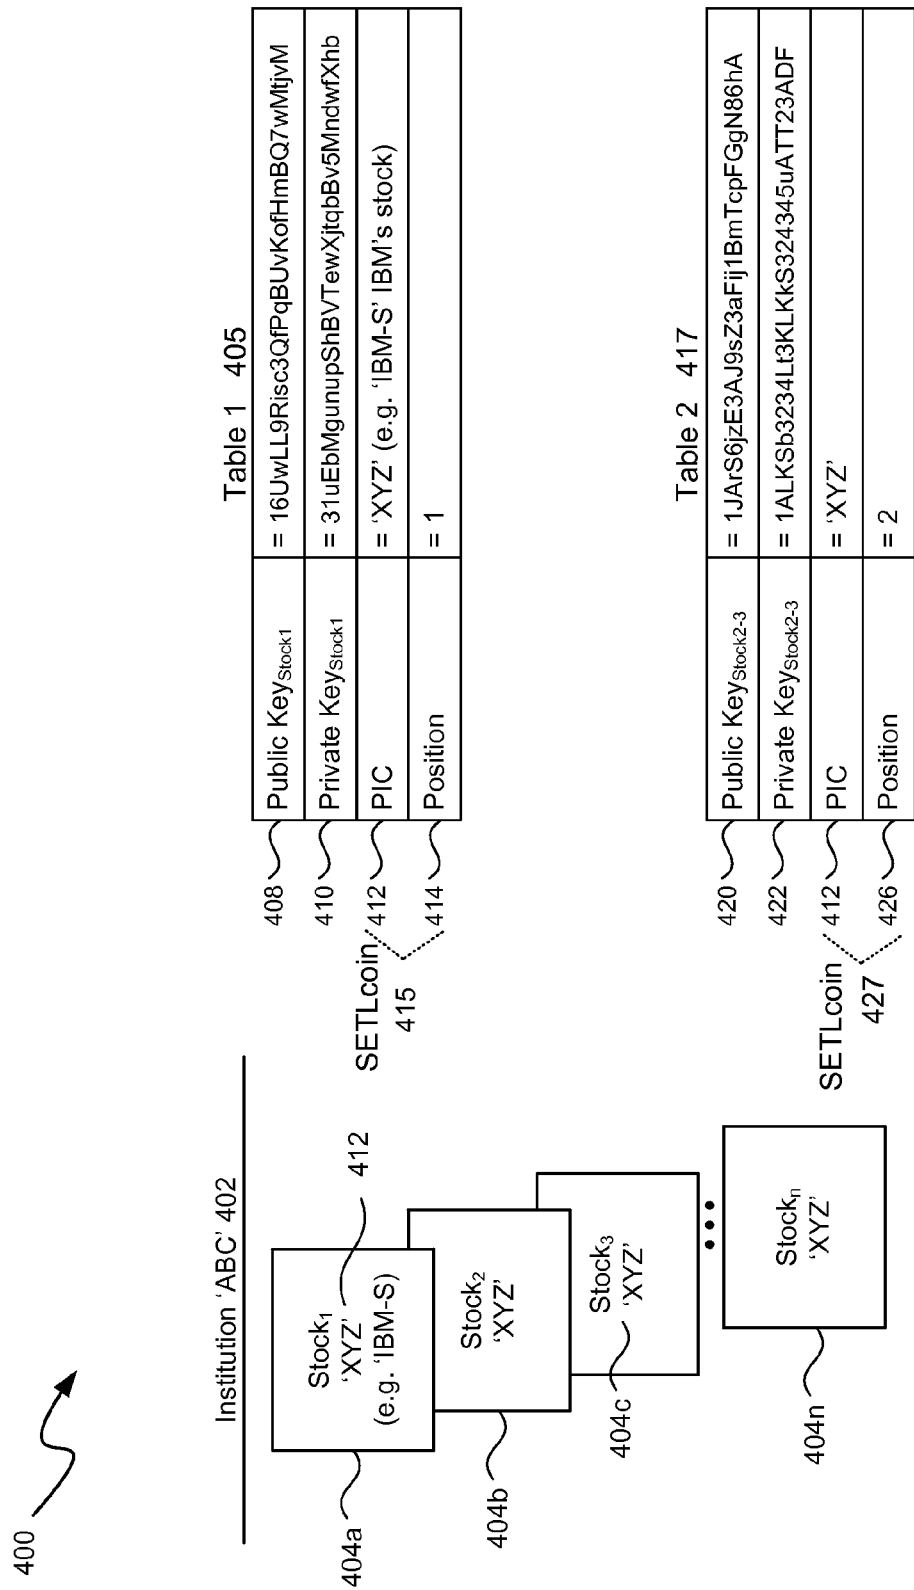 400
Institution 'ABC' 402
Stock1
'XYZ'
(e.g. 'IBM-S')
412
404a
Stock2
'XYZ'
404b
Stock3
'XYZ'
404c
Stockn
'XYZ'
404n
Table 1 405
408 Public KeyStock1 = 16UwLL9Risc3QfPqBUvKofHmBQ7wMtjvM
410 Private KeyStock1 = 31uEbMgunupShBVTewXjtqbBv5MndwfXhb
412 PIC = 'XYZ' (e.g. 'IBM-S' IBM's stock)
414 Position = 1
SETLcoin
415
Table 2 417
420 Public KeyStock2-3 = 1JArS6jzE3AJ9sZ3aFij1BmTcpFGgN86hA
422 Private KeyStock2-3 = 1ALKSb3234Lt3KLKkS324345uATT23ADF
412 PIC = 'XYZ'
426 Position = 2
SETLcoin
427